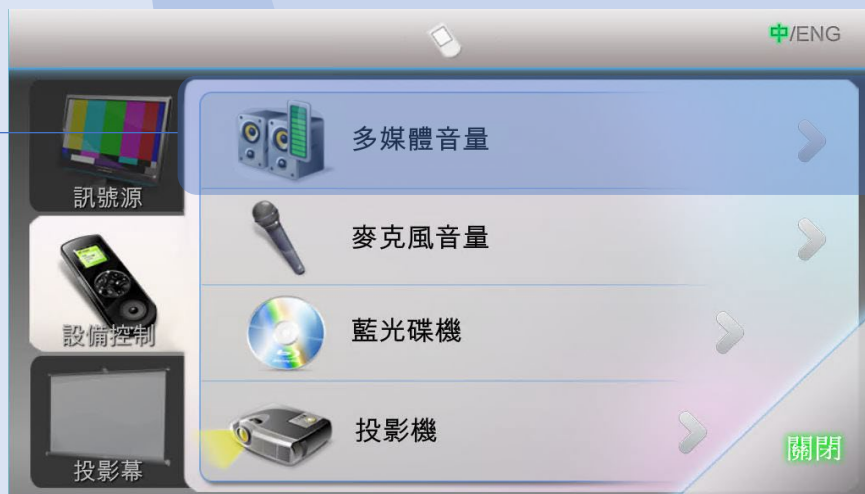 中/ENG
訊號源
設備控制
投影幕
多媒體音量
麥克風音量
藍光碟機
投影機
關閉